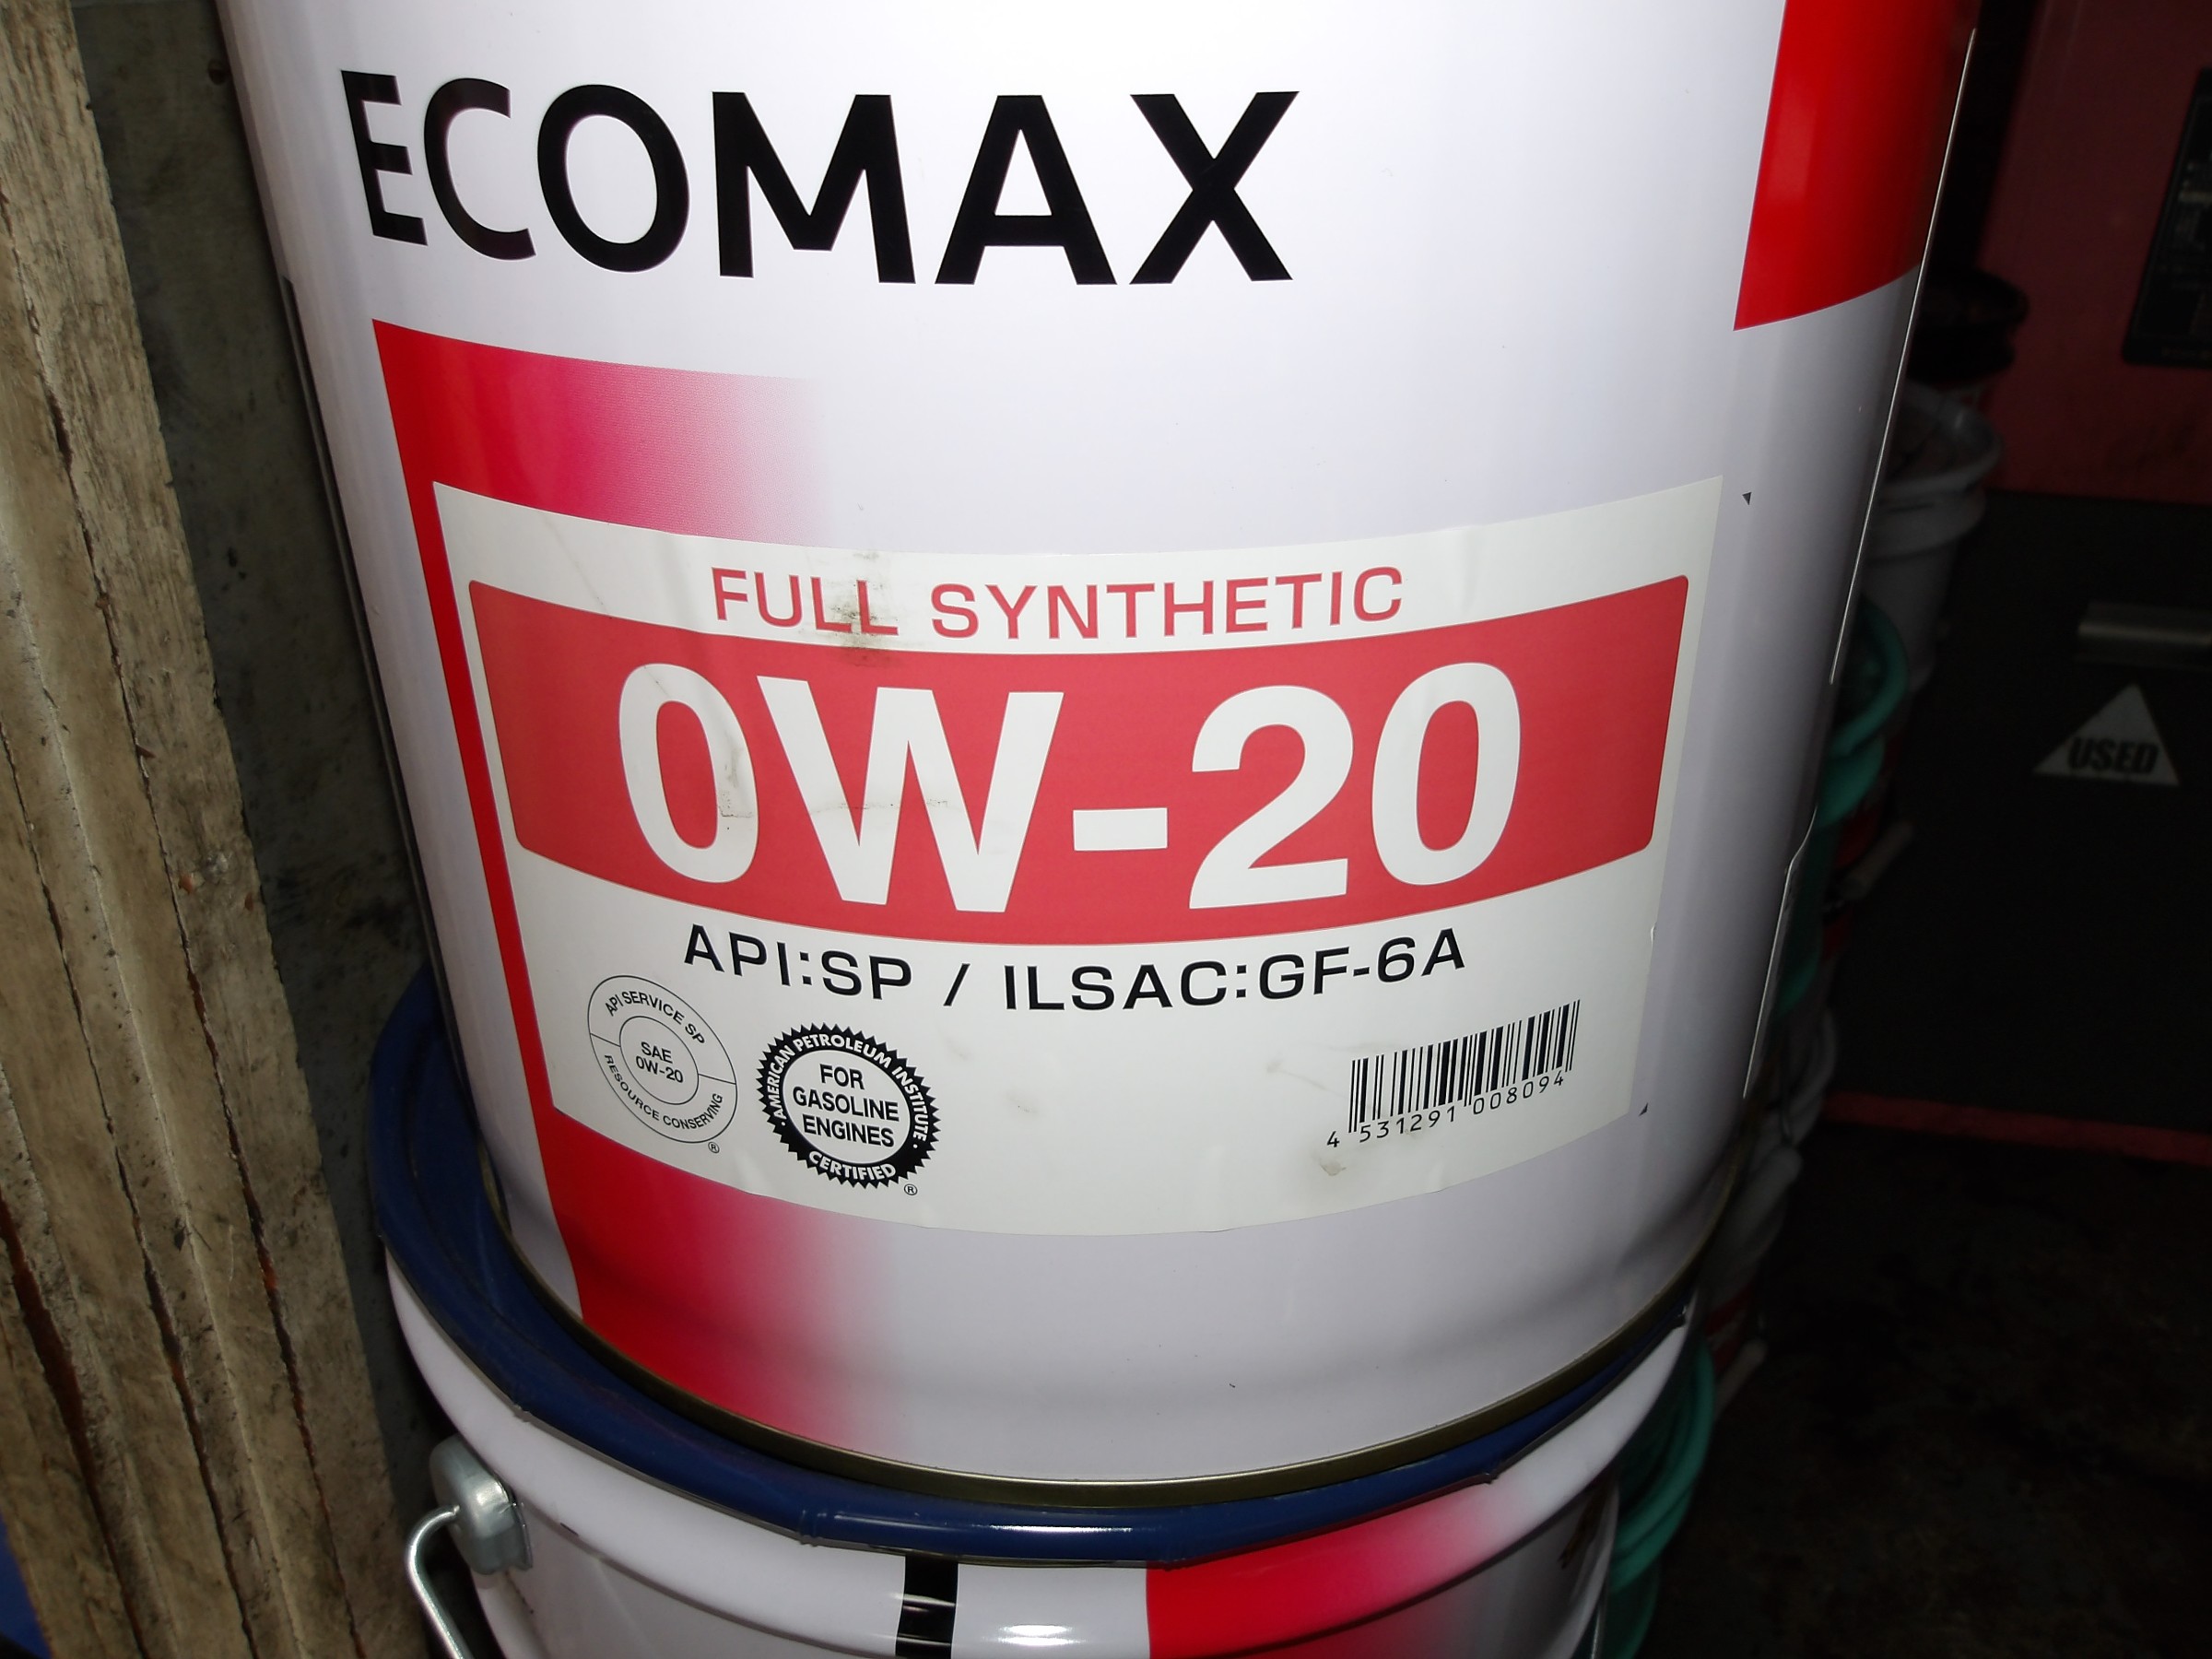 ECOMAX
FULL SYNTHETIC
0W-20
API:SP / ILSAC:GF-6A
API SERVICE SP
SAE
0W-20
RESOURCE CONSERVING
®
AMERICAN PETROLEUM INSTITUTE
FOR
GASOLINE
ENGINES
CERTIFIED
®
4 531291 008094
USED